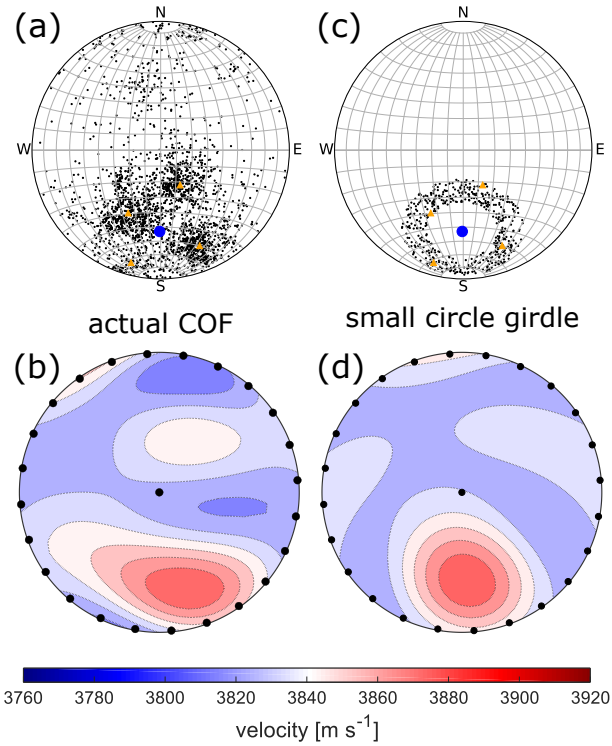 (a)
(c)
N
N
W
E
W
E
S
S
actual COF
small circle girdle
(b)
(d)
3760 3780 3800 3820 3840 3860 3880 3900 3920
velocity [m s⁻¹]